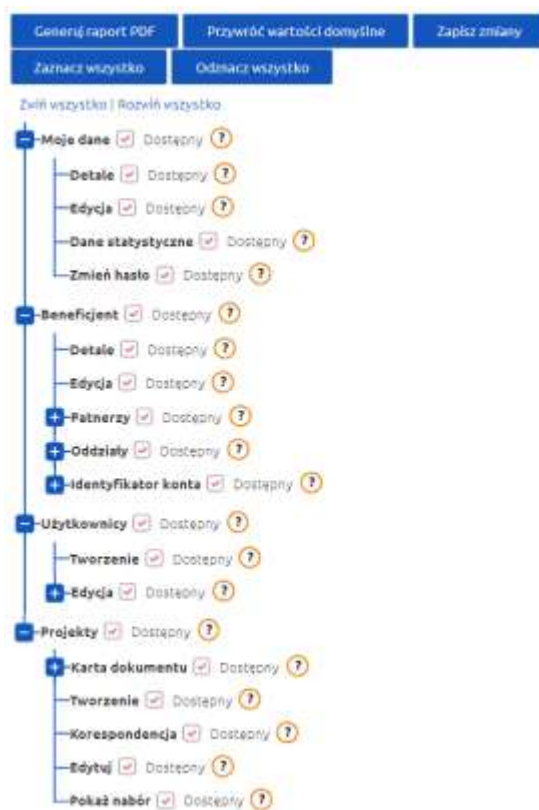 Generuj raport PDF Przywróć wartości domyślne Zapisz zmiany
Zaznacz wszystko Odznacz wszystko
Zwiń wszystko | Rozwiń wszystko
Moje dane Dostępny ?
Detale Dostępny ?
Edycja Dostępny ?
Dane statystyczne Dostępny ?
Zmień hasło Dostępny ?
Beneficjent Dostępny ?
Detale Dostępny ?
Edycja Dostępny ?
Patnerzy Dostępny ?
Oddziały Dostępny ?
Identyfikator konta Dostępny ?
Użytkownicy Dostępny ?
Tworzenie Dostępny ?
Edycja Dostępny ?
Projekty Dostępny ?
Karta dokumentu Dostępny ?
Tworzenie Dostępny ?
Korespondencja Dostępny ?
Edytuj Dostępny ?
Pokaż nabór Dostępny ?